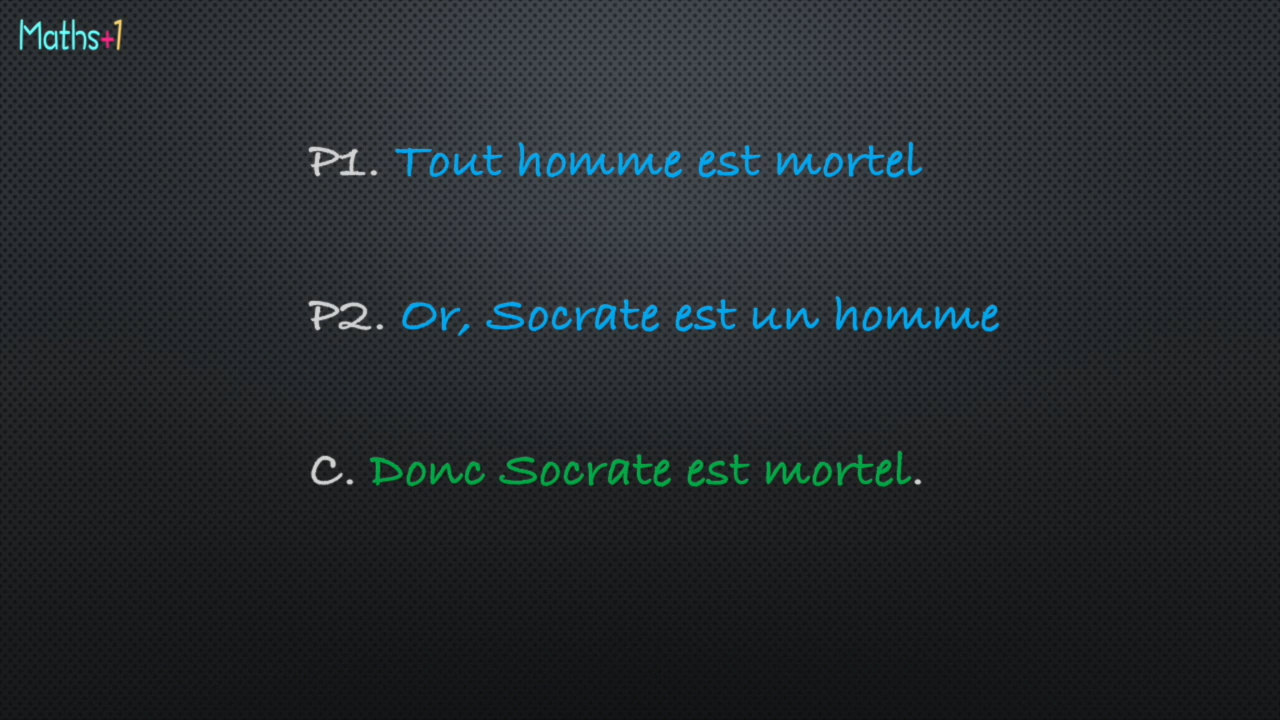 Maths+1
P1. Tout homme est mortel
P2. Or, Socrate est un homme
C. Donc Socrate est mortel.